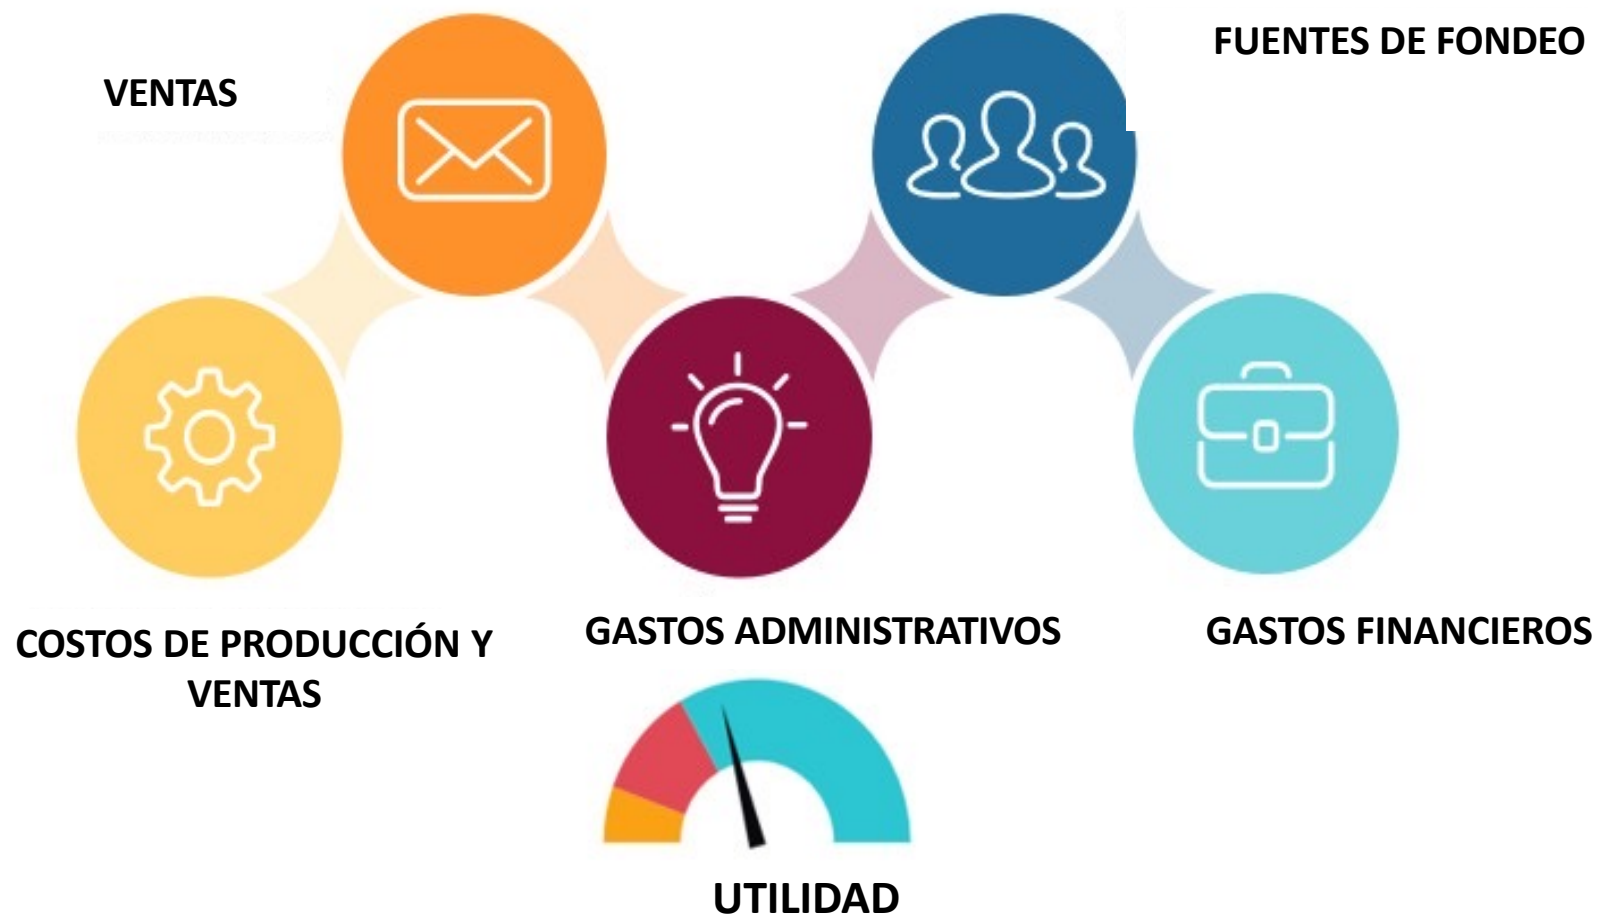 FUENTES DE FONDEO
VENTAS
COSTOS DE PRODUCCIÓN Y
VENTAS
GASTOS ADMINISTRATIVOS
GASTOS FINANCIEROS
UTILIDAD